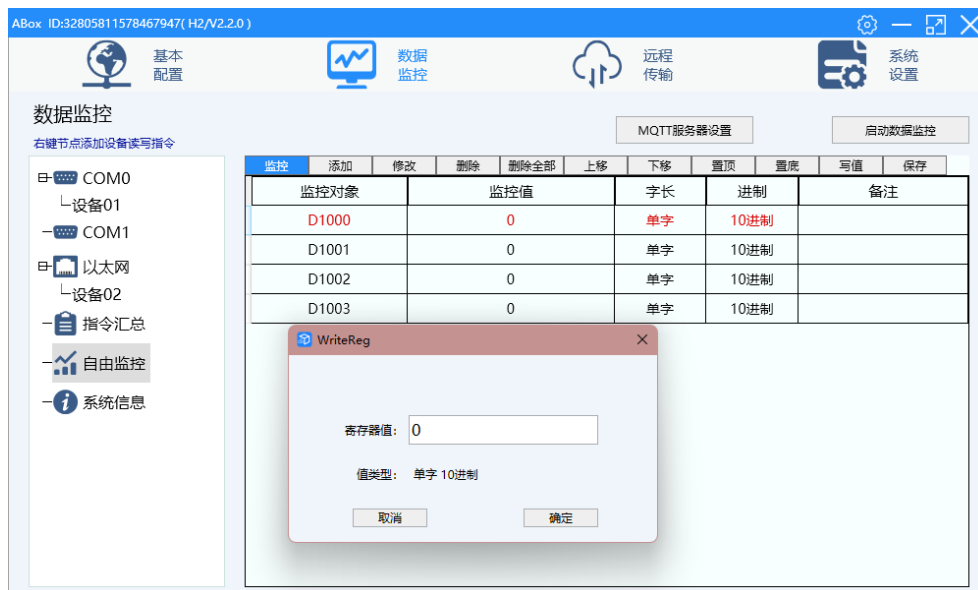 ABox ID:32805811578467947( H2/V2.2.0 )
基本
配置
数据
监控
远程
传输
系统
设置
数据监控
右键节点添加设备读写指令
MQTT服务器设置
启动数据监控
COM0
设备01
COM1
以太网
设备02
指令汇总
自由监控
系统信息
监控 添加 修改 删除 删除全部 上移 下移 置顶 置底 写值 保存
监控对象 监控值 字长 进制 备注
D1000 0 单字 10进制
D1001 0 单字 10进制
D1002 0 单字 10进制
D1003 0 单字 10进制
WriteReg
寄存器值: 0
值类型: 单字 10进制
取消 确定